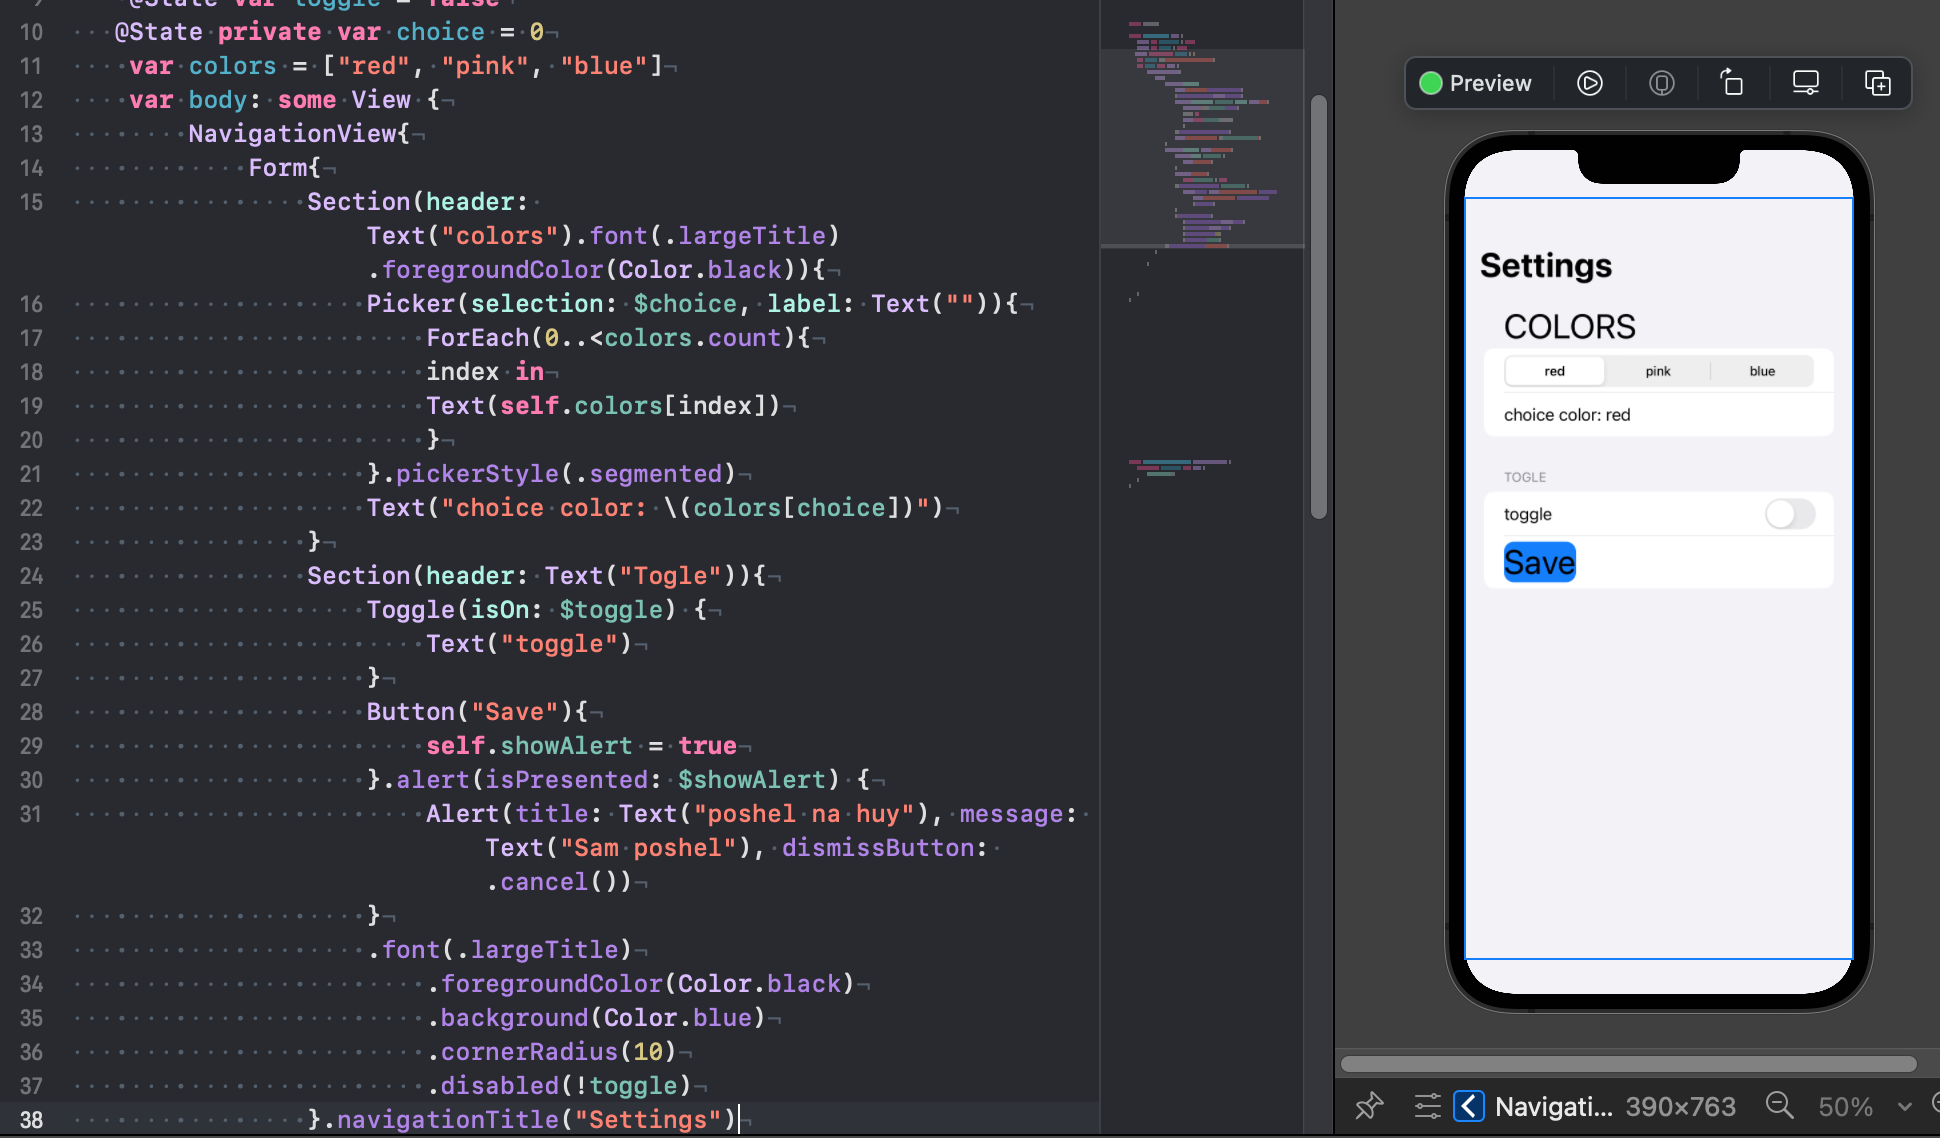 9 @State var toggle = false
10 @State private var choice = 0
11 var colors = ["red", "pink", "blue"]
12 var body: some View {
13 NavigationView{
14 Form{
15 Section(header:
Text("colors").font(.largeTitle)
.foregroundColor(Color.black)){
16 Picker(selection: $choice, label: Text("")){
17 ForEach(0..<colors.count){
18 index in
19 Text(self.colors[index])
20 }
21 }.pickerStyle(.segmented)
22 Text("choice color: \(colors[choice])")
23 }
24 Section(header: Text("Togle")){
25 Toggle(isOn: $toggle) {
26 Text("toggle")
27 }
28 Button("Save"){
29 self.showAlert = true
30 }.alert(isPresented: $showAlert) {
31 Alert(title: Text("poshel na huy"), message:
Text("Sam poshel"), dismissButton:
.cancel())
32 }
33 .font(.largeTitle)
34 .foregroundColor(Color.black)
35 .background(Color.blue)
36 .cornerRadius(10)
37 .disabled(!toggle)
38 }.navigationTitle("Settings")
Preview
Settings
COLORS
red pink blue
choice color: red
TOGLE
toggle
Save
Navigati... 390×763 50%